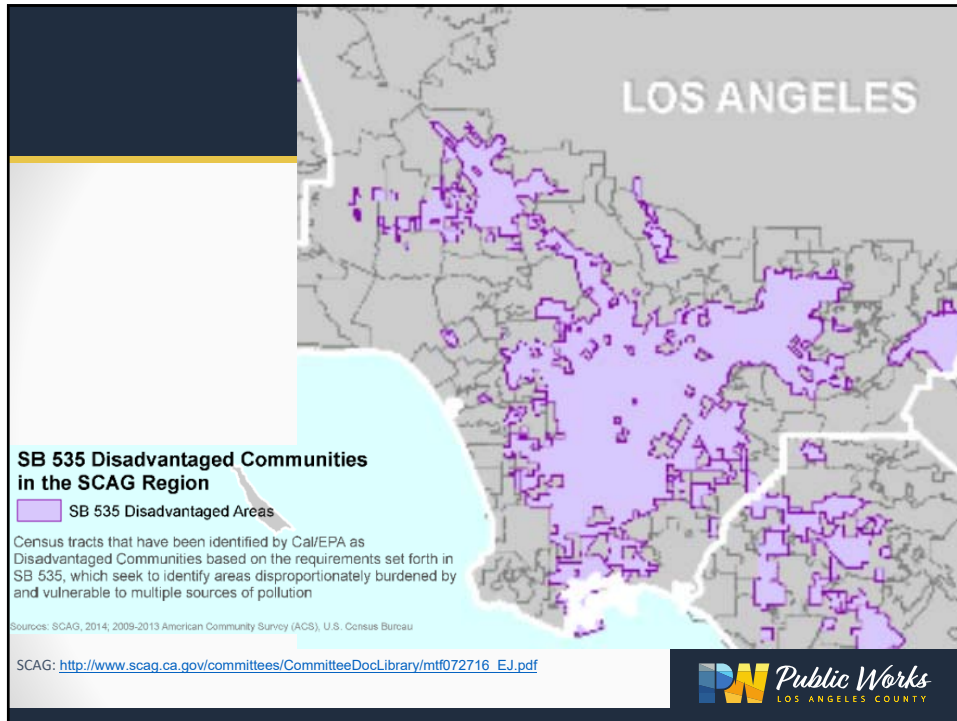 LOS ANGELES
SB 535 Disadvantaged Communities
in the SCAG Region
SB 535 Disadvantaged Areas
Census tracts that have been identified by Cal/EPA as
Disadvantaged Communities based on the requirements set forth in
SB 535, which seek to identify areas disproportionately burdened by
and vulnerable to multiple sources of pollution
Sources: SCAG, 2014; 2009-2013 American Community Survey (ACS), U.S. Census Bureau
SCAG: http://www.scag.ca.gov/committees/CommitteeDocLibrary/mtf072716_EJ.pdf
PW Public Works
LOS ANGELES COUNTY